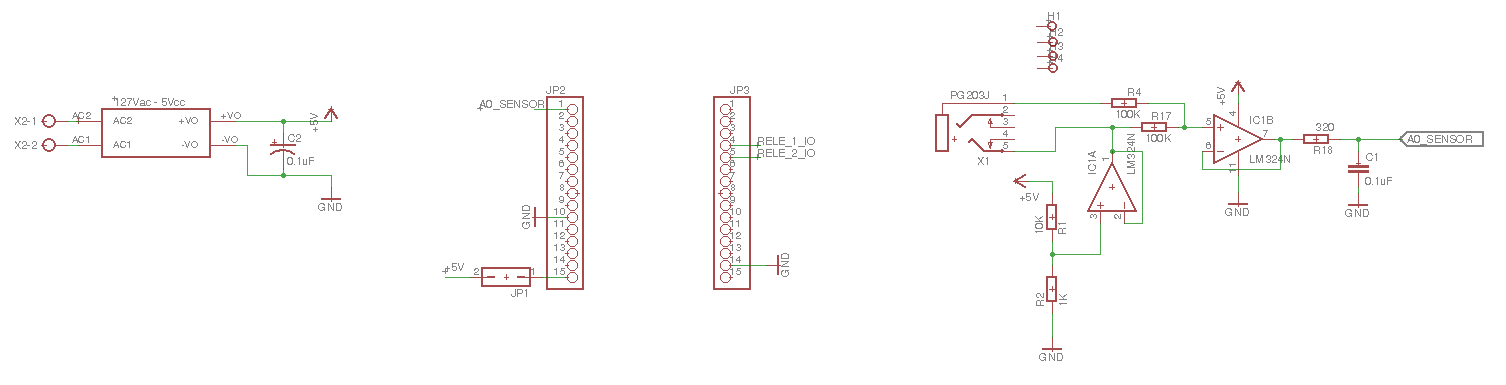 127Vac - 5Vcc
X2-1
AC2
AC2
+VO
+VO
+5V
X2-2
AC1
AC1
-VO
-VO
C2
0.1uF
GND
JP2
A0_SENSOR
1
2
3
4
5
6
7
8
9
10
11
12
13
14
15
GND
+5V
2
1
JP1
JP3
1
2
3
4
5
6
7
8
9
10
11
12
13
14
15
RELE_1_IO
RELE_2_IO
GND
H1
H2
H3
H4
PG203J
1
2
3
4
5
X1
R4
100K
R17
100K
IC1A
LM324N
1
3
2
+5V
10K
R1
R2
1K
GND
+5V
4
IC1B
5
6
7
11
LM324N
GND
320
R18
C1
0.1uF
GND
A0_SENSOR